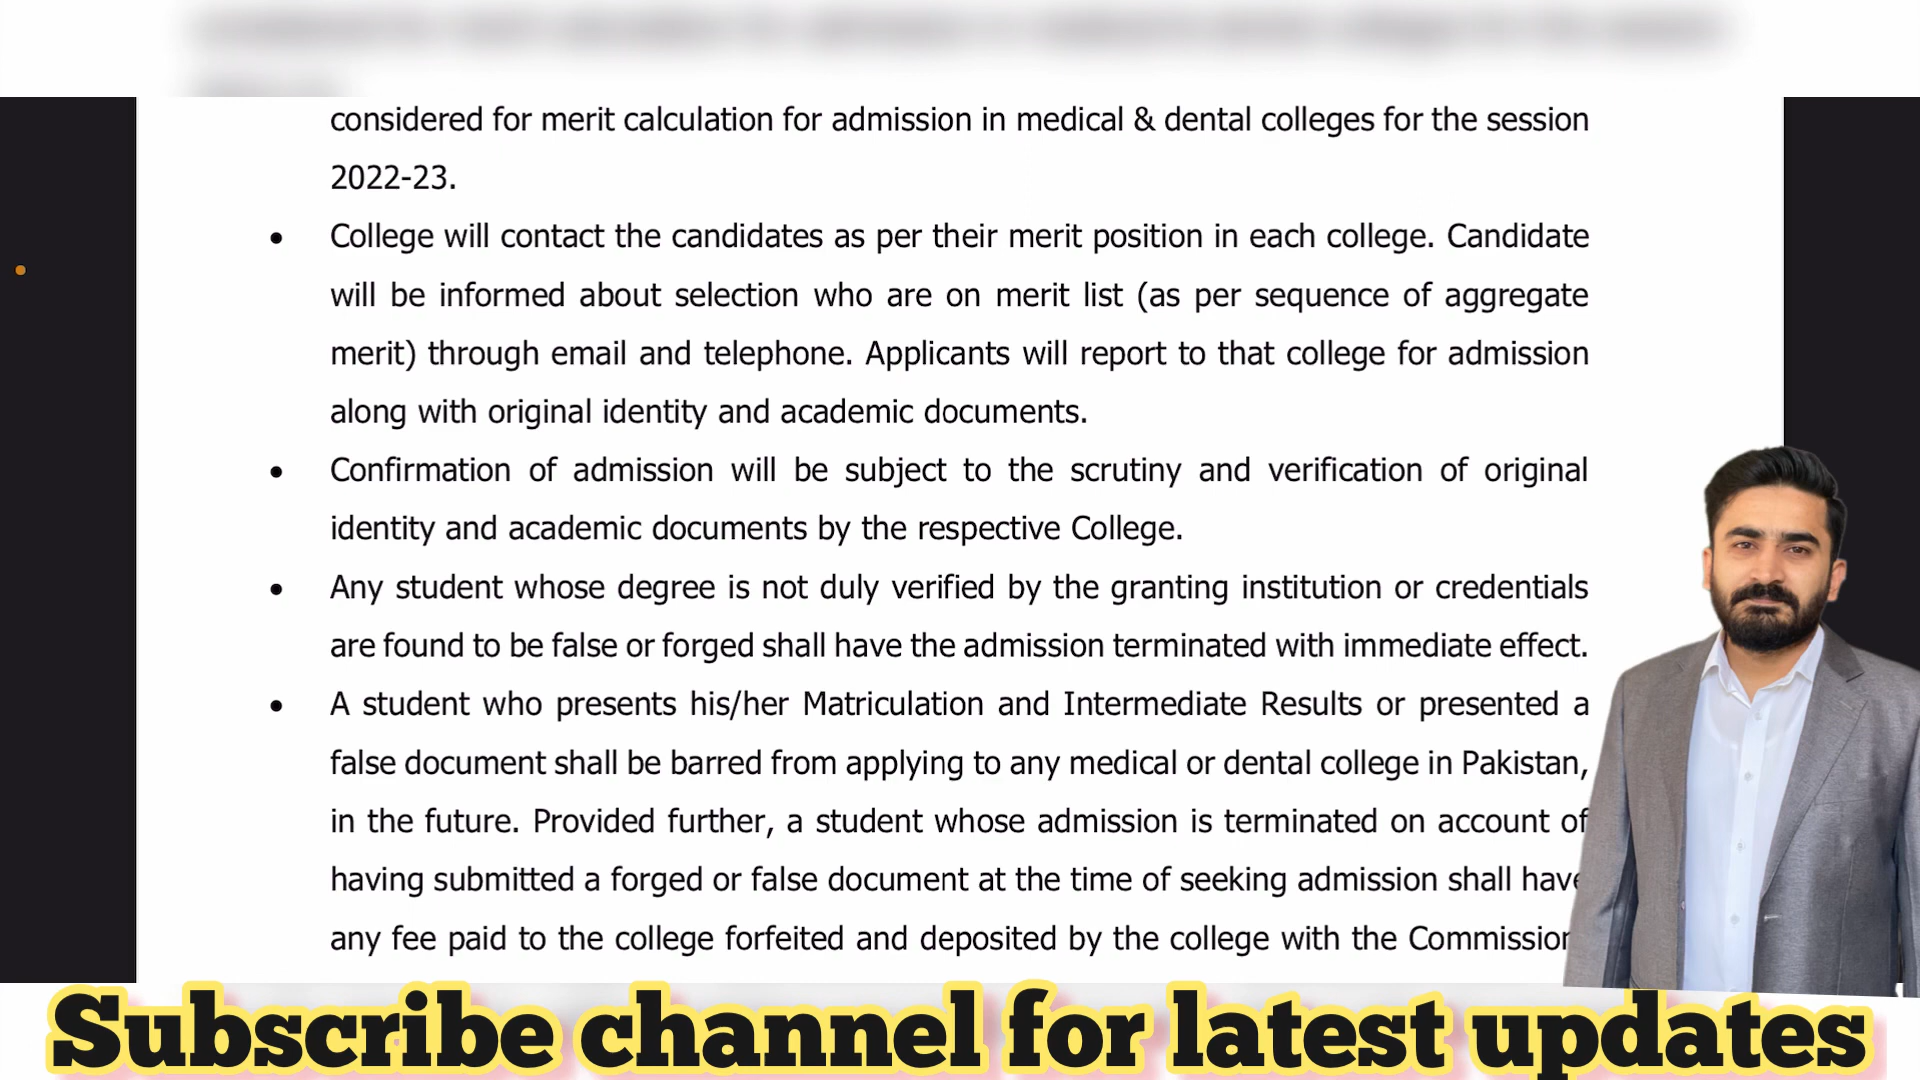 considered for merit calculation for admission in medical & dental colleges for the session
2022-23.
• College will contact the candidates as per their merit position in each college. Candidate
will be informed about selection who are on merit list (as per sequence of aggregate
merit) through email and telephone. Applicants will report to that college for admission
along with original identity and academic documents.
• Confirmation of admission will be subject to the scrutiny and verification of original
identity and academic documents by the respective College.
• Any student whose degree is not duly verified by the granting institution or credentials
are found to be false or forged shall have the admission terminated with immediate effect.
• A student who presents his/her Matriculation and Intermediate Results or presented a
false document shall be barred from applying to any medical or dental college in Pakistan,
in the future. Provided further, a student whose admission is terminated on account of
having submitted a forged or false document at the time of seeking admission shall have
any fee paid to the college forfeited and deposited by the college with the Commission
Subscribe channel for latest updates